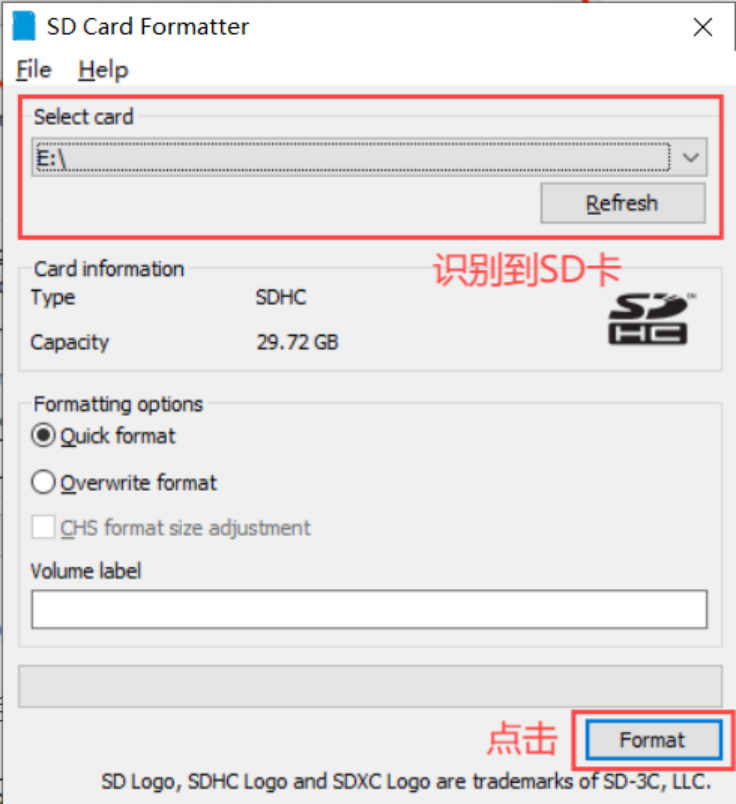 SD Card Formatter
File Help
Select card
E:\
Refresh
识别到SD卡
Card information
Type SDHC
Capacity 29.72 GB
SD HC
Formatting options
Quick format
Overwrite format
CHS format size adjustment
Volume label
点击 Format
SD Logo, SDHC Logo and SDXC Logo are trademarks of SD-3C, LLC.